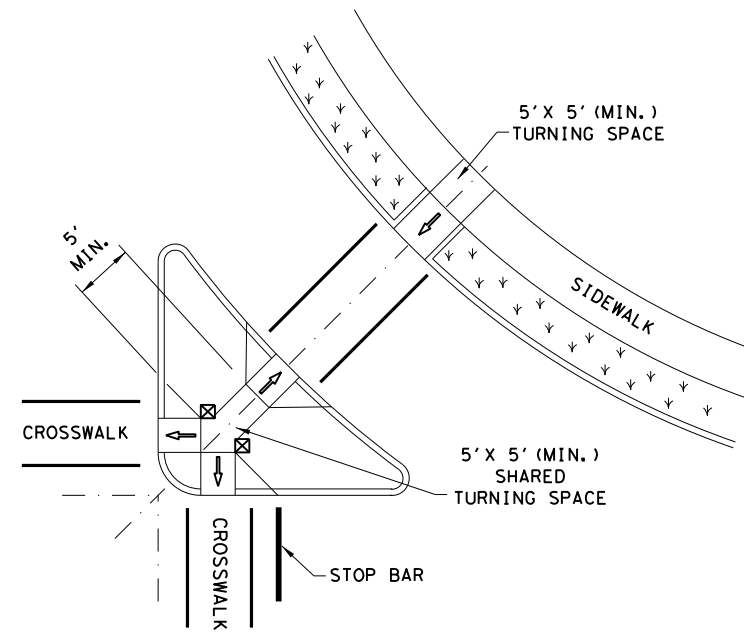 5' X 5' (MIN.)
TURNING SPACE
5'
MIN.
SIDEWALK
CROSSWALK
5' X 5' (MIN.)
SHARED
TURNING SPACE
CROSSWALK
STOP BAR